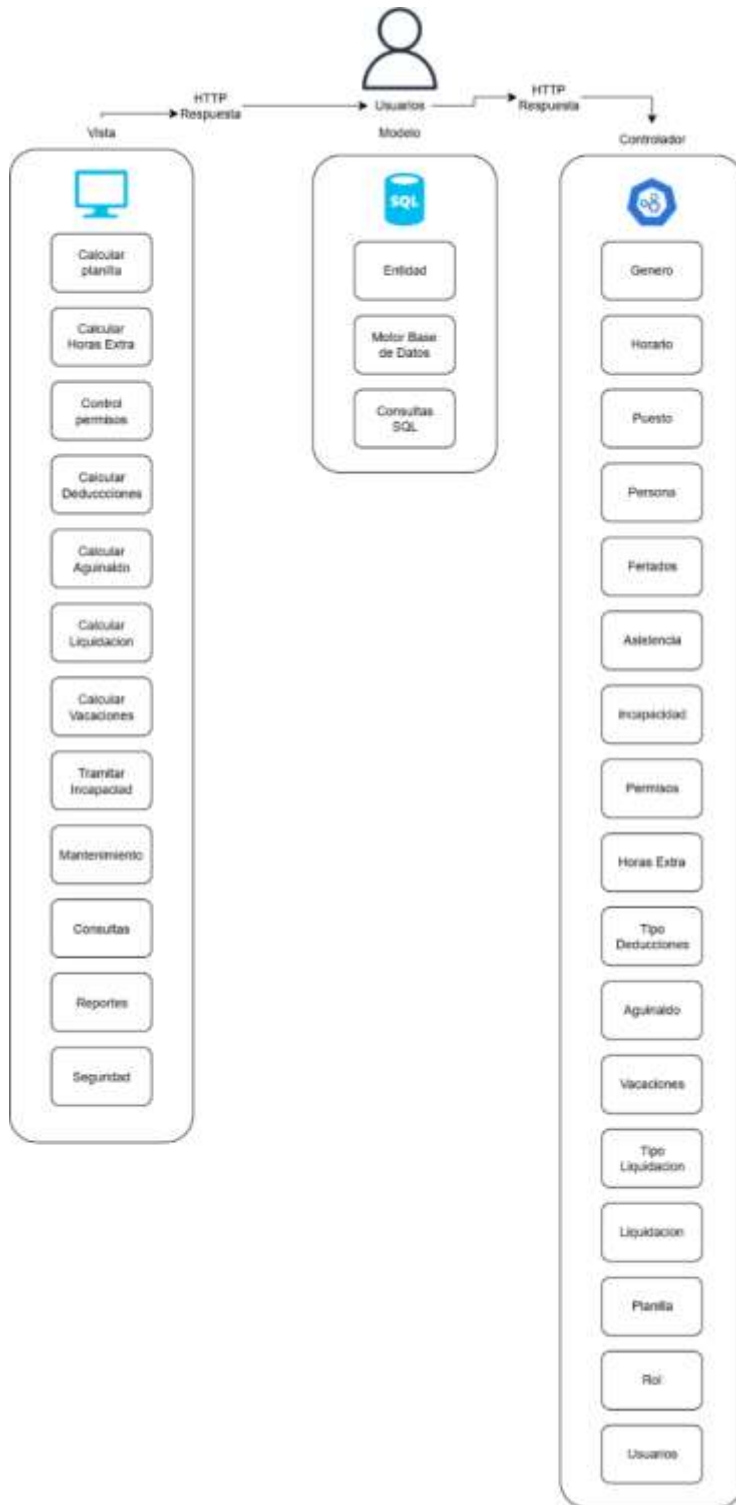 HTTP
Respuesta
Usuarios
HTTP
Respuesta
Vista
Modelo
Controlador
Calcular
planilla
Calcular
Horas Extra
Control
permisos
Calcular
Deduccciones
Calcular
Aguinaldo
Calcular
Liquidacion
Calcular
Vacaciones
Tramitar
Incapaciad
Mantenimiento
Consultas
Reportes
Seguridad
SQL
Entidad
Motor Base
de Datos
Consultas
SQL
Genero
Horario
Puesto
Persona
Feriados
Asistencia
Incapacidad
Permisos
Horas Extra
Tipo
Deducciones
Aguinaldo
Vacaciones
Tipo
Liquidacion
Liquidacion
Planilla
Rol
Usuarios